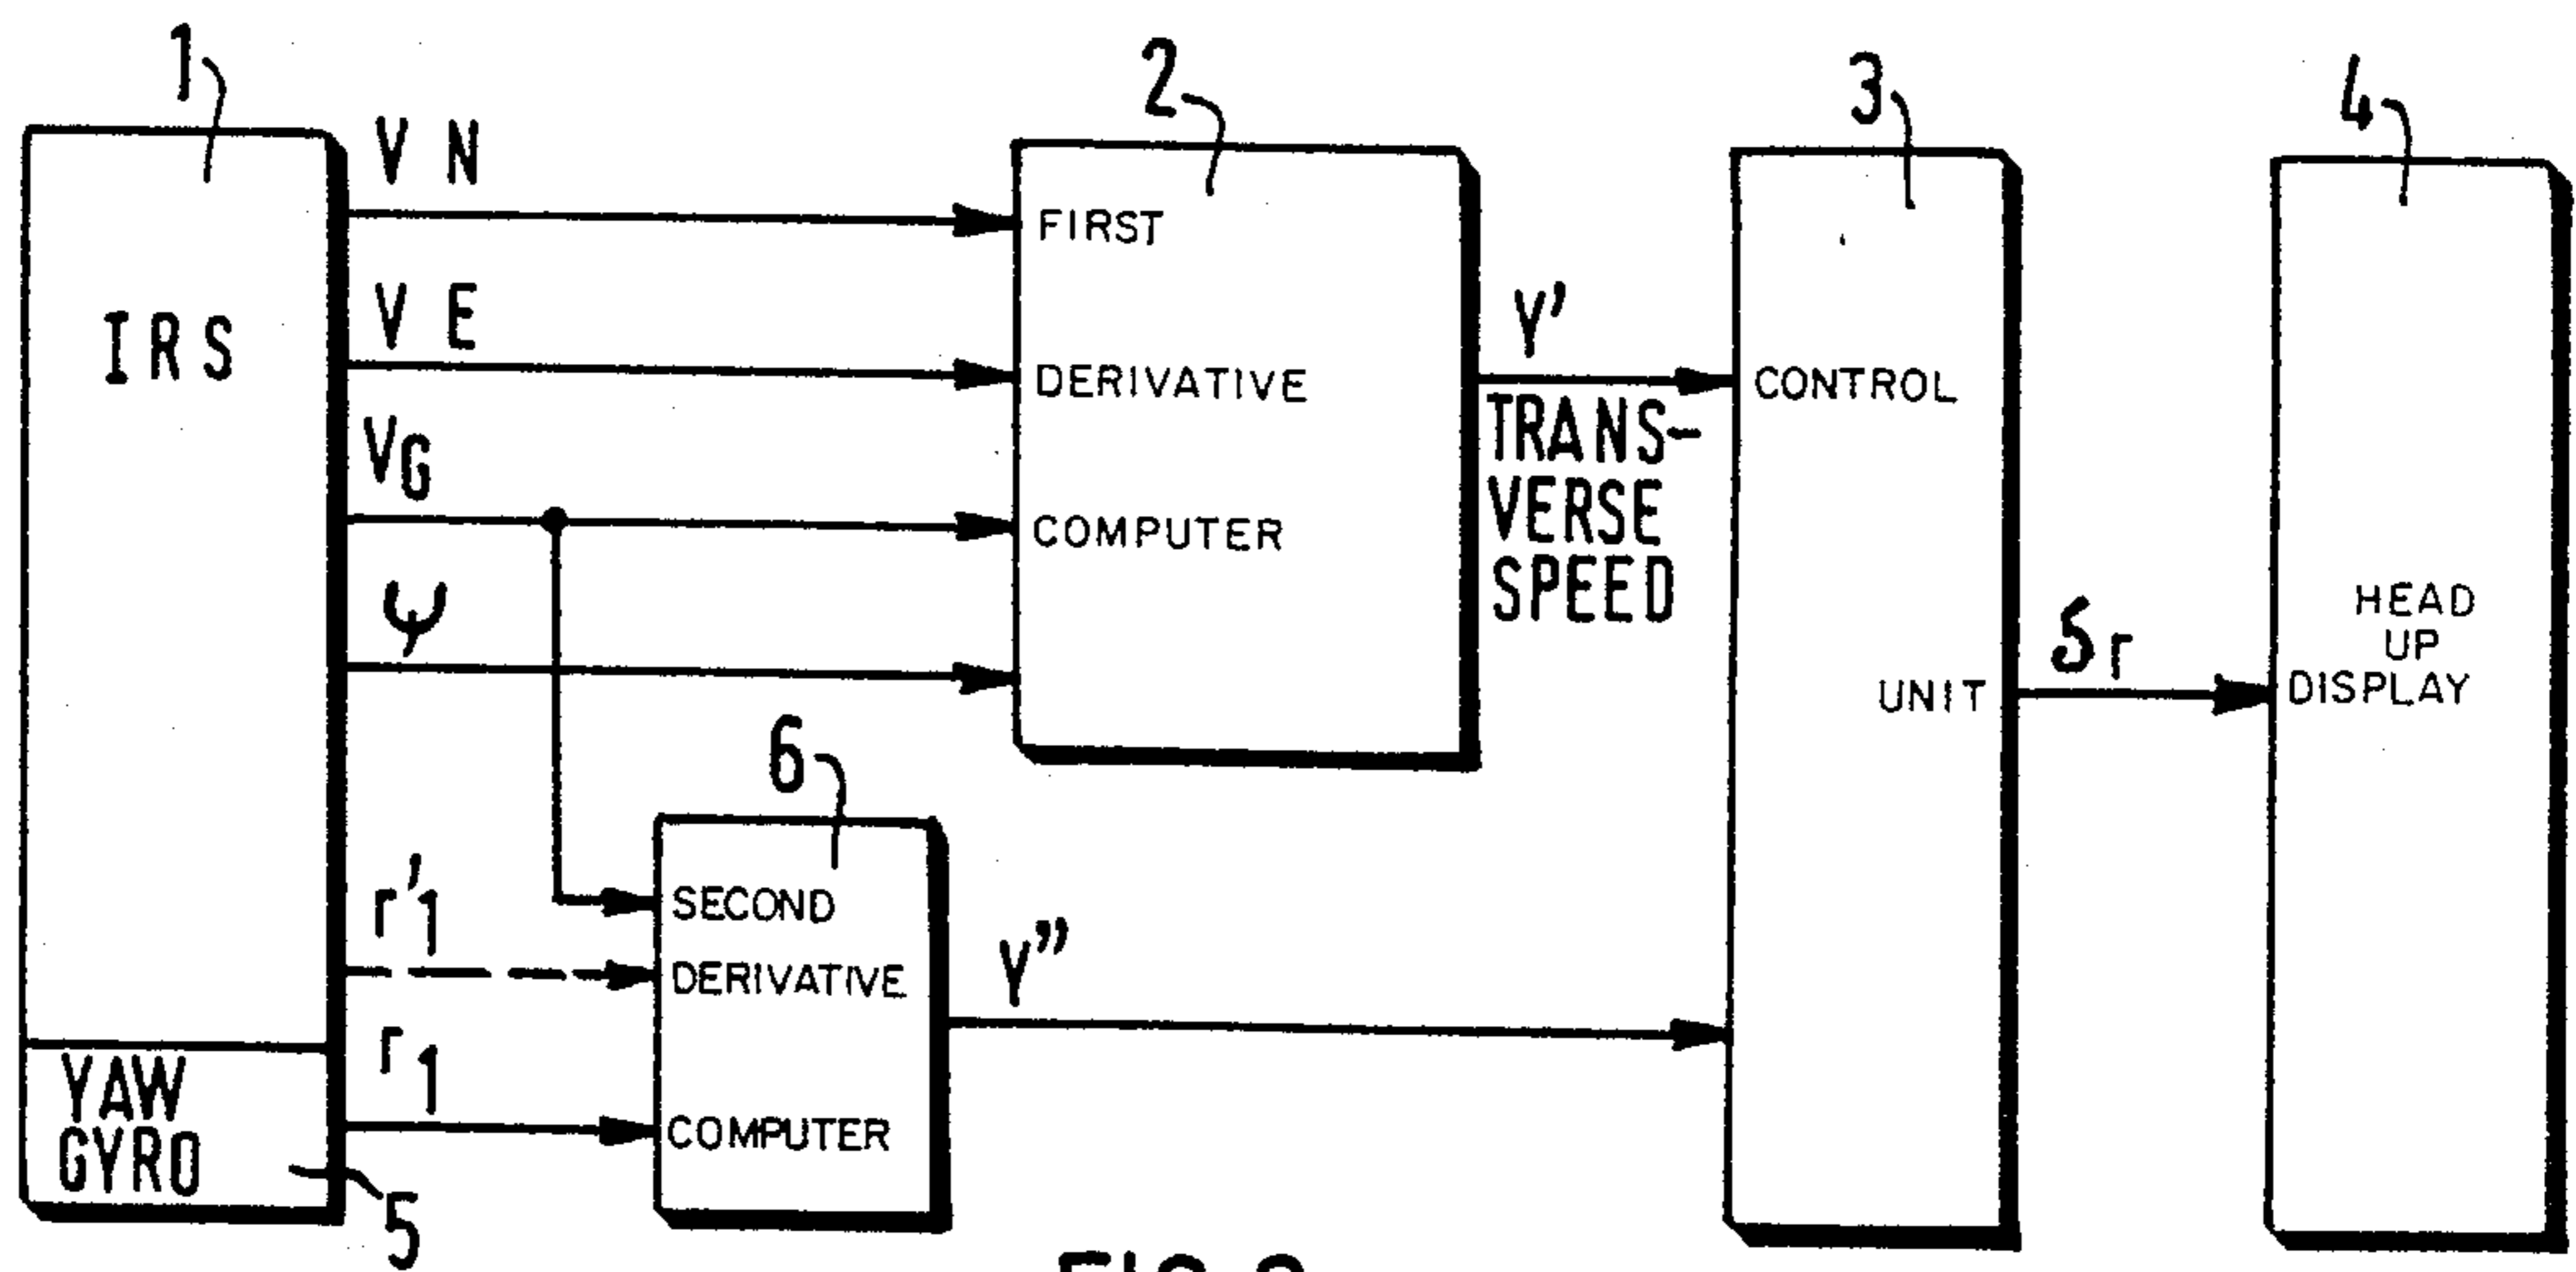 1
2
3
4
V N
IRS
V E
VG
ψ
FIRST
DERIVATIVE
COMPUTER
Y'
TRANS-
VERSE
SPEED
CONTROL
UNIT
δr
HEAD
UP
DISPLAY
6
r'1
r1
SECOND
DERIVATIVE
COMPUTER
Y"
YAW
GYRO
5